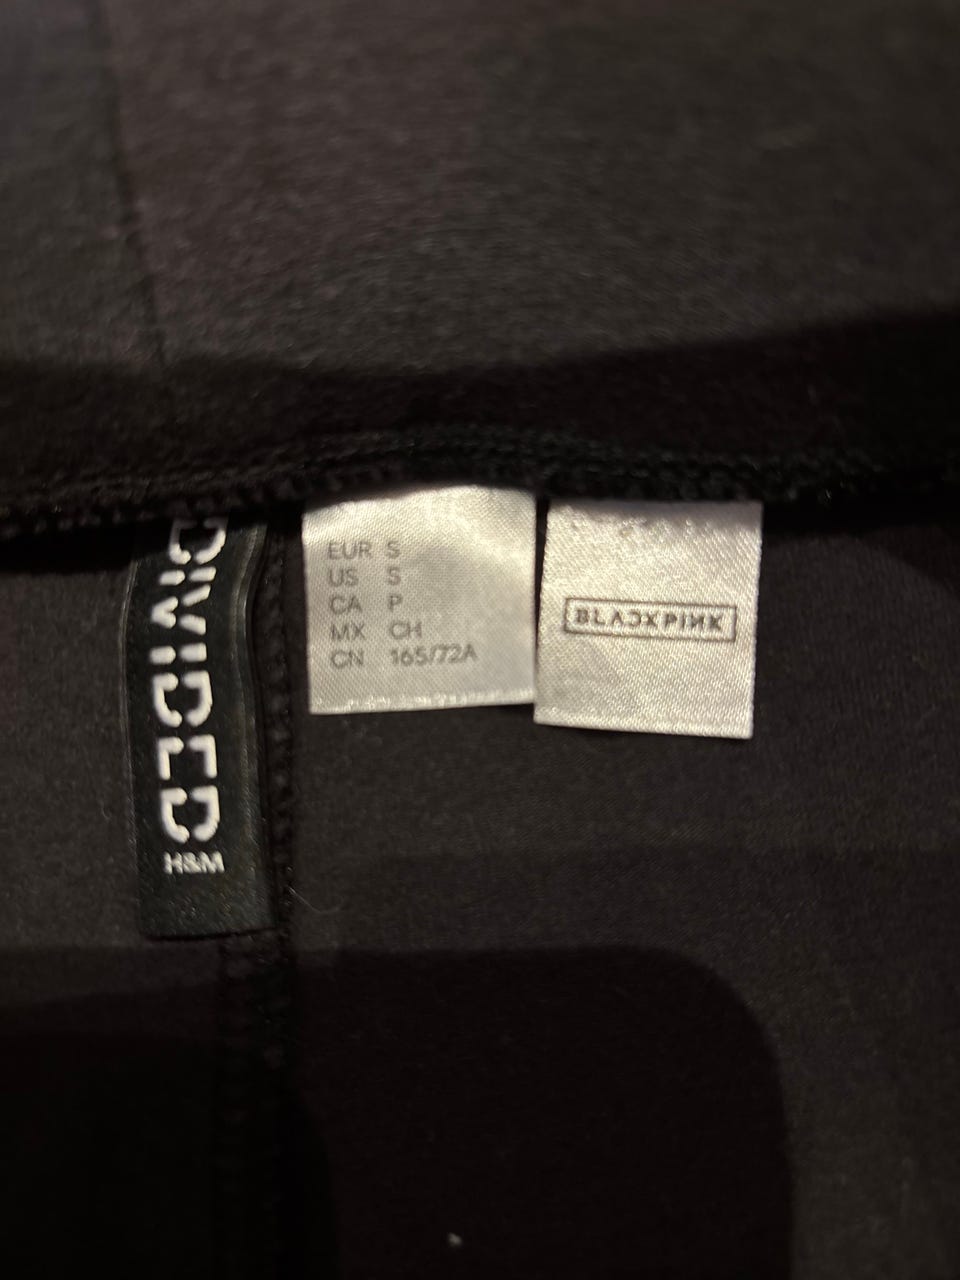 DIVIDED
H&M
EUR S
US S
CA P
MX CH
CN 165/72A
BLACKPINK